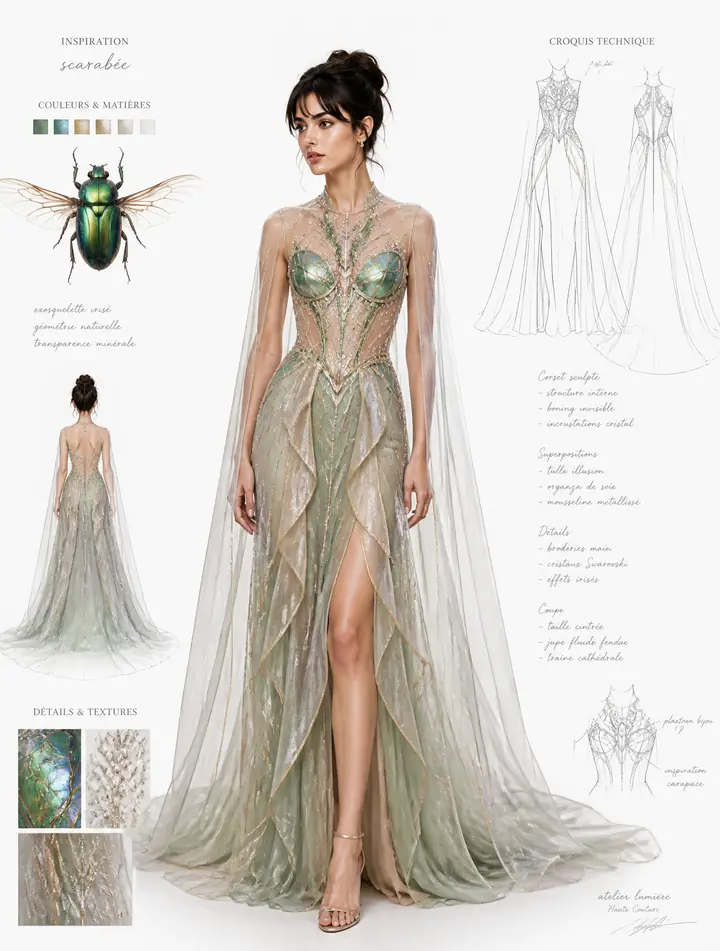 INSPIRATION
scarabée
COULEURS & MATIÈRES
exosquelette irisé
géométrie naturelle
transparence minérale
DÉTAILS & TEXTURES
CROQUIS TECHNIQUE
Corset sculpté
- structure interne
- boning invisible
- incrustations cristal
Superpositions
- tulle illusion
- organza de soie
- mousseline métallisée
Détails
- broderies main
- cristaux Swarovski
- effets irisés
Coupe
- taille cintrée
- jupe fluide fendue
- traîne cathédrale
plastron bijou
inspiration
carapace
atelier lumière
Haute Couture